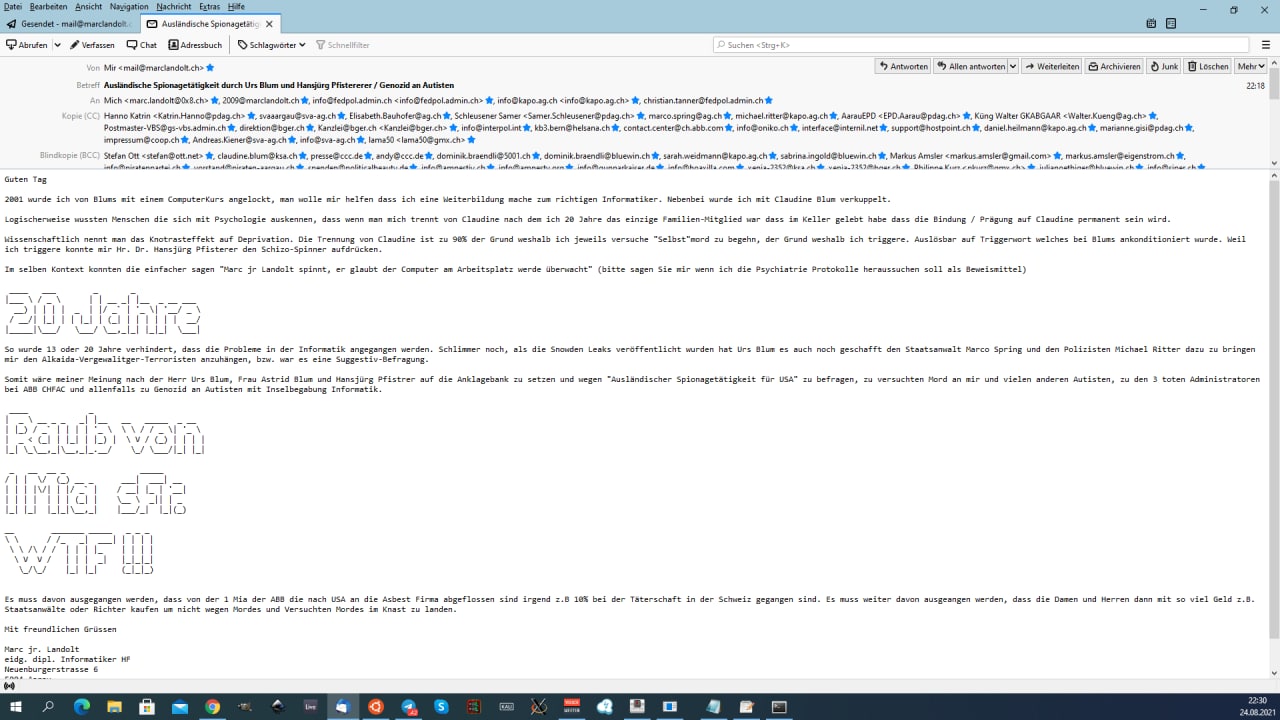 Datei Bearbeiten Ansicht Navigation Nachricht Extras Hilfe
Gesendet - mail@marclandolt.c
Ausländische Spionagetätig
Abrufen Verfassen Chat Adressbuch Schlagwörter Schnellfilter
Suchen <Strg+K>
Von Mir <mail@marclandolt.ch>
Antworten Allen antworten Weiterleiten Archivieren Junk Löschen Mehr
Betreff Ausländische Spionagetätigkeit durch Urs Blum und Hansjürg Pfistererer / Genozid an Autisten 22:18
An Mich <marc.landolt@0x8.ch>, 2009@marclandolt.ch, info@fedpol.admin.ch <info@fedpol.admin.ch>, info@kapo.ag.ch <info@kapo.ag.ch>, christian.tanner@fedpol.admin.ch
Kopie (CC) Hanno Katrin <Katrin.Hanno@pdag.ch>, svaaargau@sva-ag.ch, Elisabeth.Bauhofer@ag.ch, Schleusener Samer <Samer.Schleusener@pdag.ch>, marco.spring@ag.ch, michael.ritter@kapo.ag.ch, AarauEPD <EPD.Aarau@pdag.ch>, Küng Walter GKABGAAR <Walter.Kueng@ag.ch>,
Postmaster-VBS@gs-vbs.admin.ch, direktion@bger.ch, Kanzlei@bger.ch <Kanzlei@bger.ch>, info@interpol.int, kb3.bern@helsana.ch, contact.center@ch.abb.com, info@oniko.ch, interface@internil.net, support@hostpoint.ch, daniel.heilmann@kapo.ag.ch, marianne.gisi@pdag.ch,
impressum@coop.ch, Andreas.Kiener@sva-ag.ch, info@sva-ag.ch, lama50 <lama50@gmx.ch>
Blindkopie (BCC) Stefan Ott <stefan@ott.net>, claudine.blum@ksa.ch, presse@ccc.de, andy@ccc.de, dominik.braendli@5001.ch, dominik.braendli@bluewin.ch, sarah.weidmann@kapo.ag.ch, sabrina.ingold@bluewin.ch, Markus Amsler <markus.amsler@gmail.com>, markus.amsler@eigenstrom.ch,
Guten Tag
2001 wurde ich von Blums mit einem ComputerKurs angelockt, man wolle mir helfen dass ich eine Weiterbildung mache zum richtigen Informatiker. Nebenbei wurde ich mit Claudine Blum verkuppelt.
Logischerweise wussten Menschen die sich mit Psychologie auskennen, dass wenn man mich trennt von Claudine nach dem ich 20 Jahre das einzige Familien-Mitglied war dass im Keller gelebt habe dass die Bindung / Prägung auf Claudine permanent sein wird.
Wissenschaftlich nennt man das Knotrasteffekt auf Deprivation. Die Trennung von Claudine ist zu 90% der Grund weshalb ich jeweils versuche "Selbst"mord zu begehn, der Grund weshalb ich triggere. Auslösbar auf Triggerwort welches bei Blums ankonditioniert wurde. Weil
ich triggere konnte mir Hr. Dr. Hansjürg Pfisterer den Schizo-Spinner aufdrücken.
Im selben Kontext konnten die einfacher sagen "Marc jr Landolt spinnt, er glaubt der Computer am Arbeitsplatz werde überwacht" (bitte sagen Sie mir wenn ich die Psychiatrie Protokolle heraussuchen soll als Beweismittel)
20 Jahre
So wurde 13 oder 20 Jahre verhindert, dass die Probleme in der Informatik angegangen werden. Schlimmer noch, als die Snowden Leaks veröffentlicht wurden hat Urs Blum es auch noch geschafft den Staatsanwalt Marco Spring und den Polizisten Michael Ritter dazu zu bringen
mir den Alkaida-Vergewalitger-Terroristen anzuhängen, bzw. war es eine Suggestiv-Befragung.
Somit wäre meiner Meinung nach der Herr Urs Blum, Frau Astrid Blum und Hansjürg Pfistrer auf die Anklagebank zu setzen und wegen "Ausländischer Spionagetätigkeit für USA" zu befragen, zu versuchten Mord an mir und vielen anderen Autisten, zu den 3 toten Administratoren
bei ABB CHFAC und allenfalls zu Genozid an Autisten mit Inselbegabung Informatik.
Raub von
1 Mia sFr.
WTF!!!
Es muss davon ausgegangen werden, dass von der 1 Mia der ABB die nach USA an die Asbest Firma abgeflossen sind irgend z.B 10% bei der Täterschaft in der Schweiz gegangen sind. Es muss weiter davon ausgeangen werden, dass die Damen und Herren dann mit so viel Geld z.B.
Staatsanwälte oder Richter kaufen um nicht wegen Mordes und Versuchten Mordes im Knast zu landen.
Mit freundlichen Grüssen
Marc jr. Landolt
eidg. dipl. Informatiker HF
Neuenburgerstrasse 6
22:30
24.08.2021